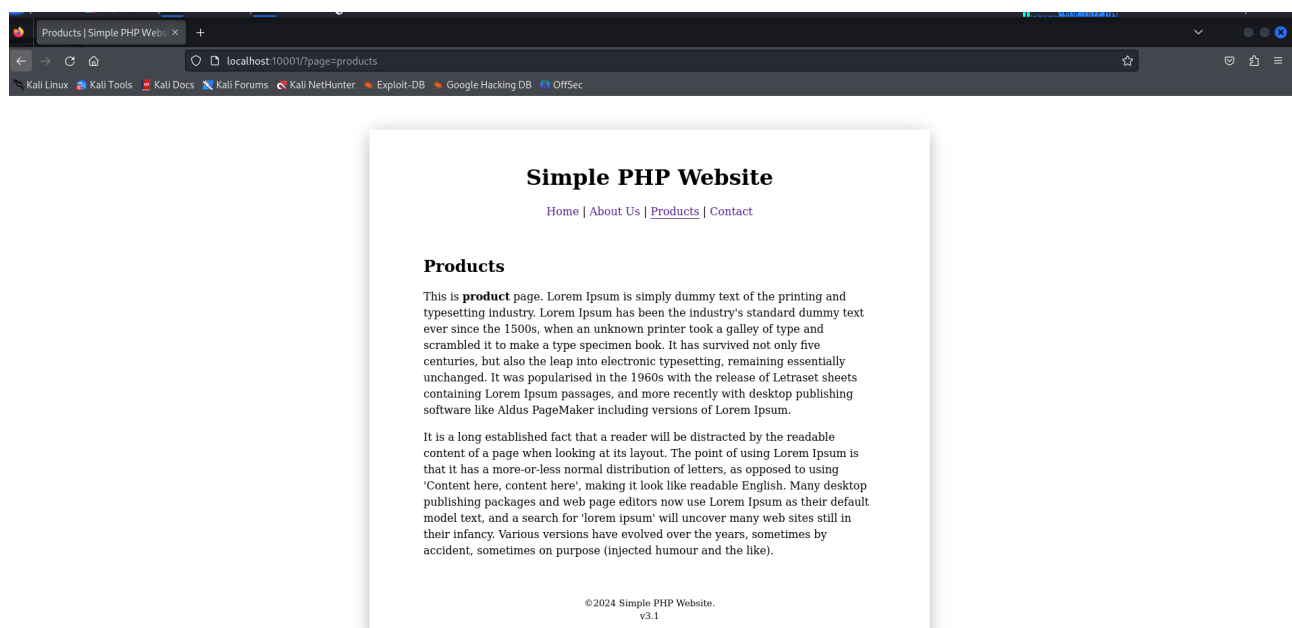 Products | Simple PHP Webs
localhost:10001/?page=products
Kali Linux Kali Tools Kali Docs Kali Forums Kali NetHunter Exploit-DB Google Hacking DB OffSec
Simple PHP Website
Home | About Us | Products | Contact
Products
This is product page. Lorem Ipsum is simply dummy text of the printing and
typesetting industry. Lorem Ipsum has been the industry's standard dummy text
ever since the 1500s, when an unknown printer took a galley of type and
scrambled it to make a type specimen book. It has survived not only five
centuries, but also the leap into electronic typesetting, remaining essentially
unchanged. It was popularised in the 1960s with the release of Letraset sheets
containing Lorem Ipsum passages, and more recently with desktop publishing
software like Aldus PageMaker including versions of Lorem Ipsum.
It is a long established fact that a reader will be distracted by the readable
content of a page when looking at its layout. The point of using Lorem Ipsum is
that it has a more-or-less normal distribution of letters, as opposed to using
'Content here, content here', making it look like readable English. Many desktop
publishing packages and web page editors now use Lorem Ipsum as their default
model text, and a search for 'lorem ipsum' will uncover many web sites still in
their infancy. Various versions have evolved over the years, sometimes by
accident, sometimes on purpose (injected humour and the like).
©2024 Simple PHP Website.
v3.1